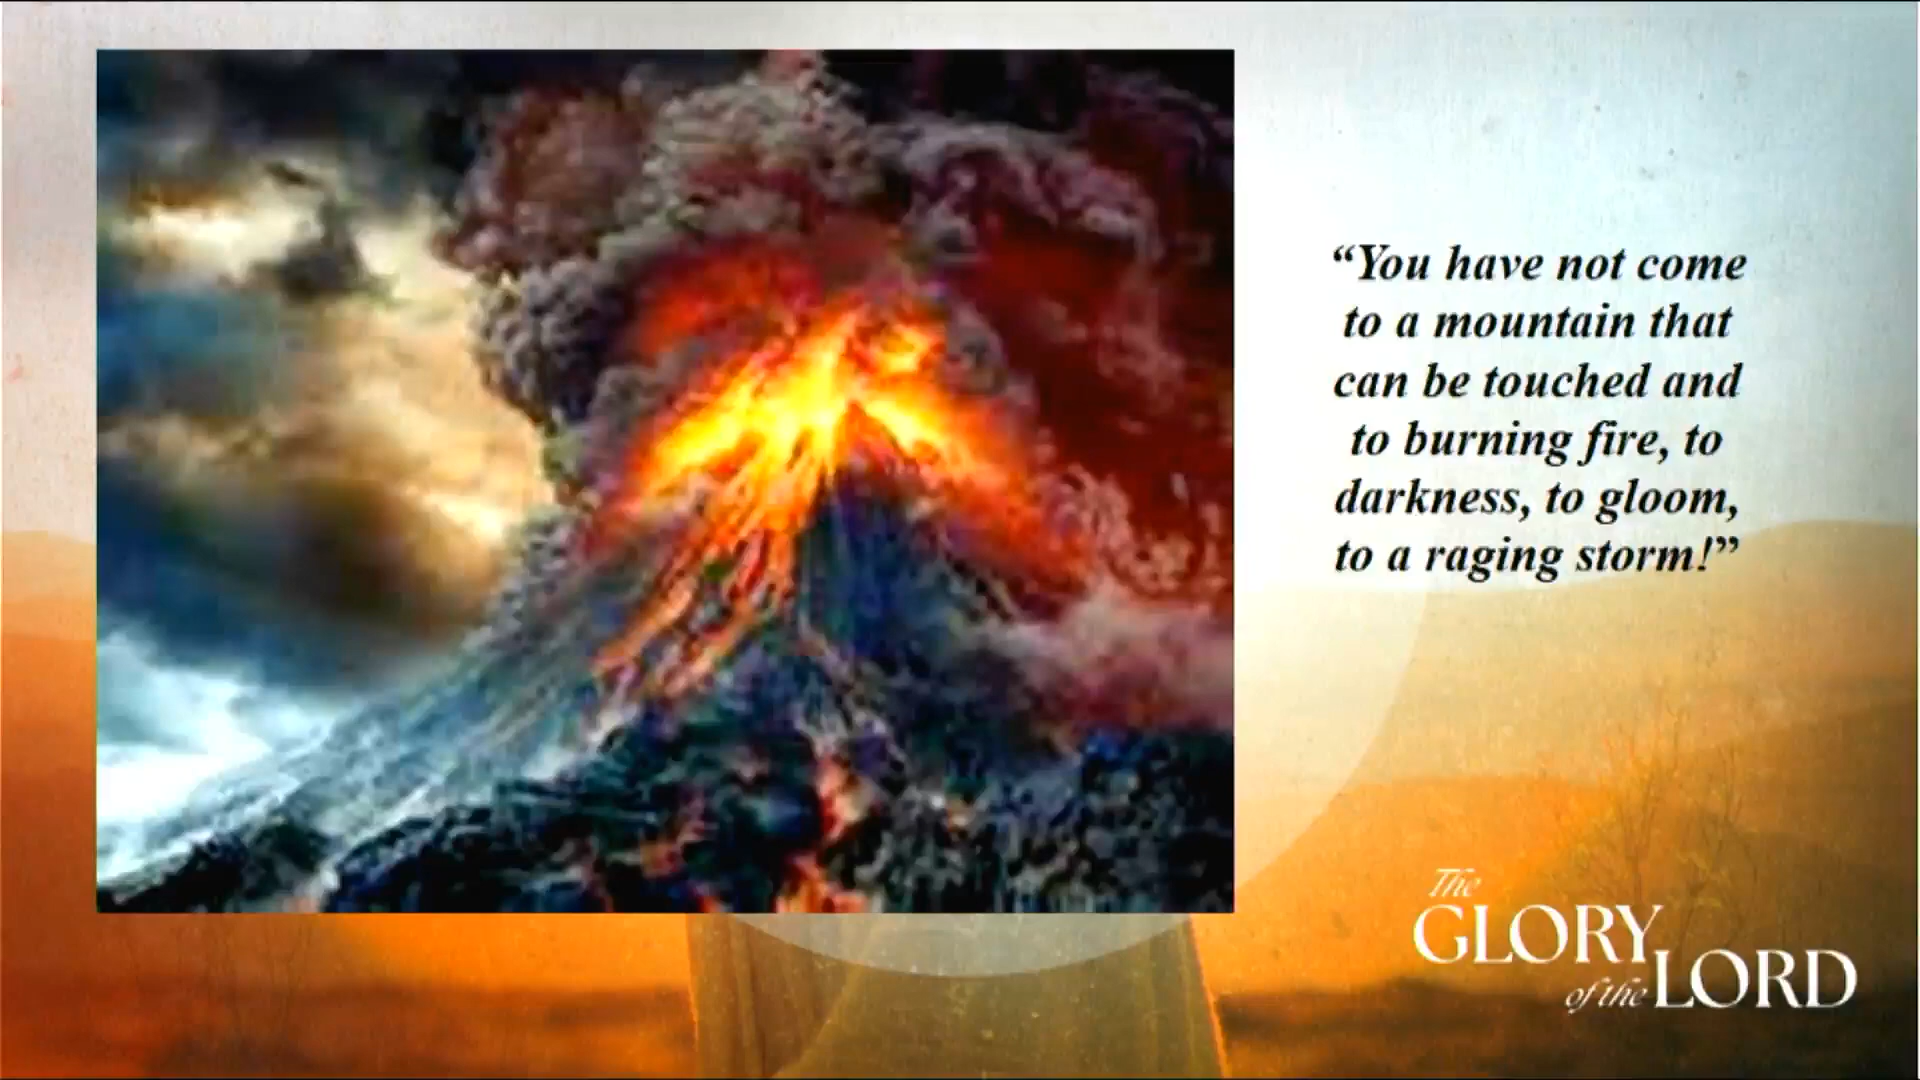 “You have not come
to a mountain that
can be touched and
to burning fire, to
darkness, to gloom,
to a raging storm!”
The
GLORY
of the LORD